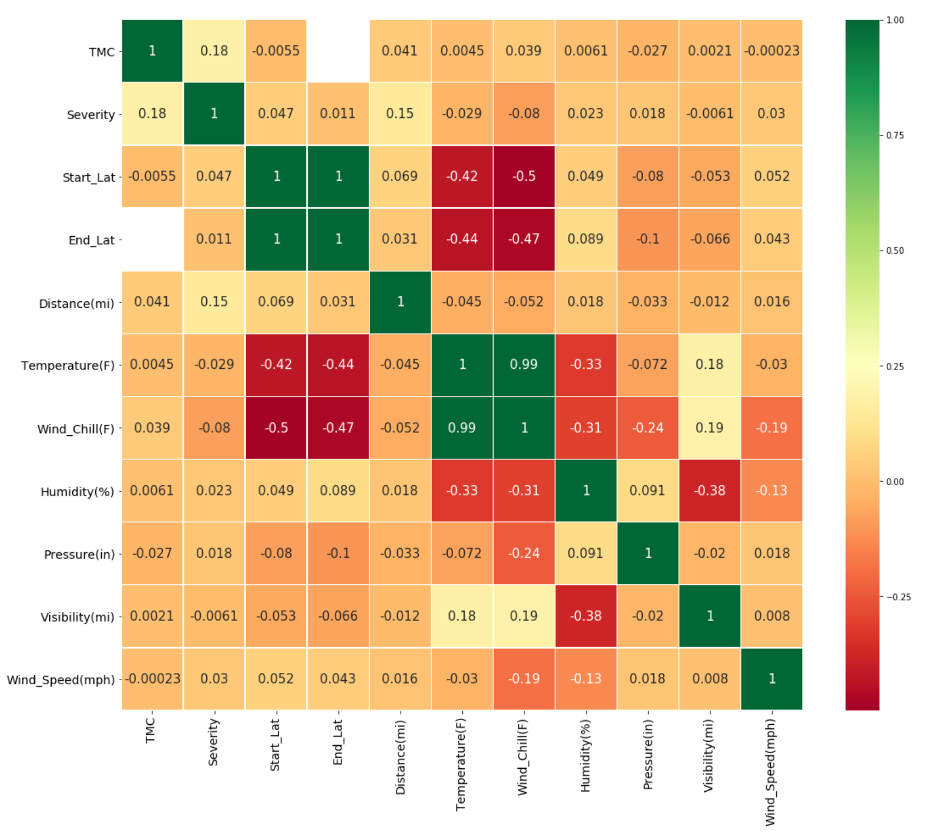 TMC 1 0.18 -0.0055 0.041 0.0045 0.039 0.0061 -0.027 0.0021 -0.00023
Severity 0.18 1 0.047 0.011 0.15 -0.029 -0.08 0.023 0.018 -0.0061 0.03
Start_Lat -0.0055 0.047 1 1 0.069 -0.42 -0.5 0.049 -0.08 -0.053 0.052
End_Lat 0.011 1 1 0.031 -0.44 -0.47 0.089 -0.1 -0.066 0.043
Distance(mi) 0.041 0.15 0.069 0.031 1 -0.045 -0.052 0.018 -0.033 -0.012 0.016
Temperature(F) 0.0045 -0.029 -0.42 -0.44 -0.045 1 0.99 -0.33 -0.072 0.18 -0.03
Wind_Chill(F) 0.039 -0.08 -0.5 -0.47 -0.052 0.99 1 -0.31 -0.24 0.19 -0.19
Humidity(%) 0.0061 0.023 0.049 0.089 0.018 -0.33 -0.31 1 0.091 -0.38 -0.13
Pressure(in) -0.027 0.018 -0.08 -0.1 -0.033 -0.072 -0.24 0.091 1 -0.02 0.018
Visibility(mi) 0.0021 -0.0061 -0.053 -0.066 -0.012 0.18 0.19 -0.38 -0.02 1 0.008
Wind_Speed(mph) -0.00023 0.03 0.052 0.043 0.016 -0.03 -0.19 -0.13 0.018 0.008 1
TMC
Severity
Start_Lat
End_Lat
Distance(mi)
Temperature(F)
Wind_Chill(F)
Humidity(%)
Pressure(in)
Visibility(mi)
Wind_Speed(mph)
1.00
0.75
0.50
0.25
0.00
-0.25